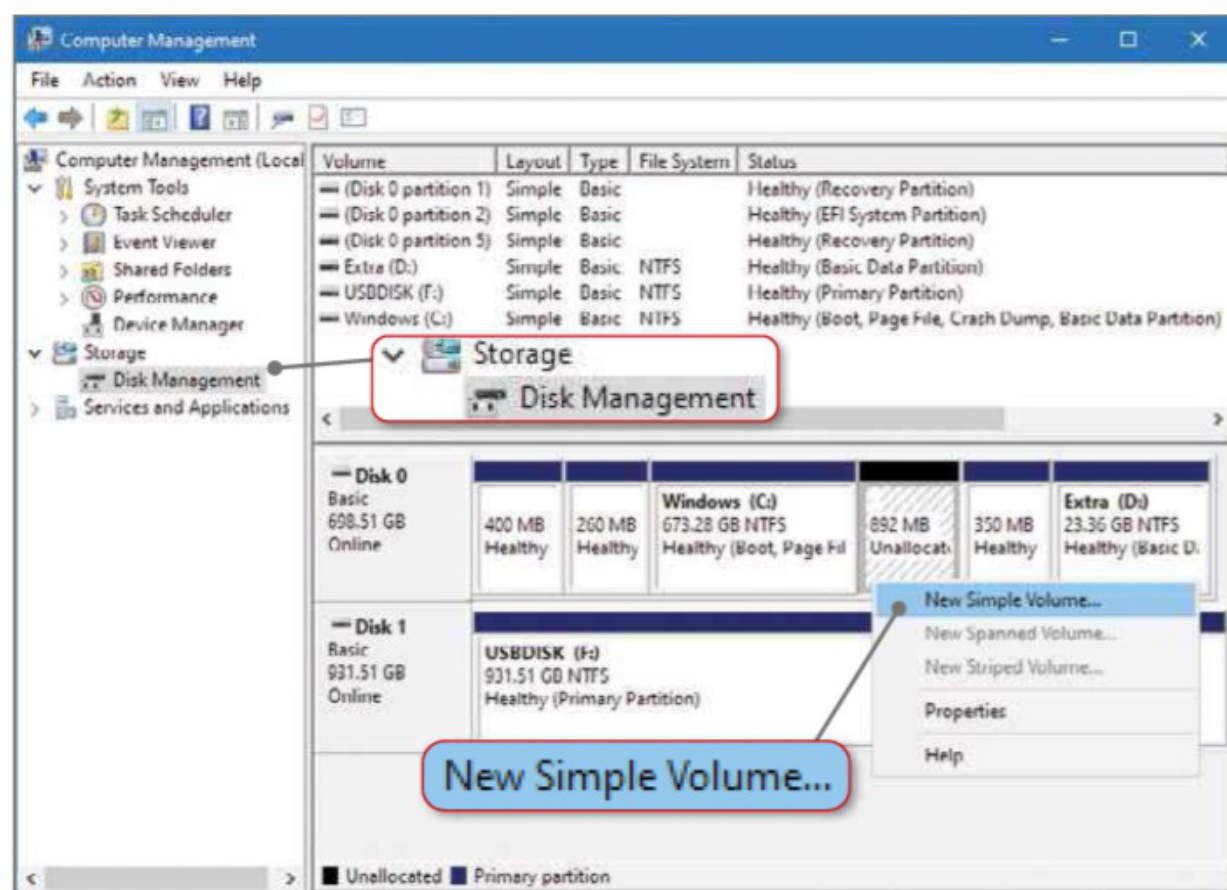 Computer Management
File Action View Help
Computer Management (Local
System Tools
Task Scheduler
Event Viewer
Shared Folders
Performance
Device Manager
Storage
Disk Management
Services and Applications
Volume Layout Type File System Status
(Disk 0 partition 1) Simple Basic Healthy (Recovery Partition)
(Disk 0 partition 2) Simple Basic Healthy (EFI System Partition)
(Disk 0 partition 5) Simple Basic Healthy (Recovery Partition)
Extra (D:) Simple Basic NTFS Healthy (Basic Data Partition)
USBDISK (F:) Simple Basic NTFS Healthy (Primary Partition)
Windows (C:) Simple Basic NTFS Healthy (Boot, Page File, Crash Dump, Basic Data Partition)
Storage
Disk Management
Disk 0
Basic
698.51 GB
Online
400 MB
Healthy
260 MB
Healthy
Windows (C:)
673.28 GB NTFS
Healthy (Boot, Page Fil
892 MB
Unallocat
350 MB
Healthy
Extra (D:)
23.36 GB NTFS
Healthy (Basic D
Disk 1
Basic
931.51 GB
Online
USBDISK (F:)
931.51 GB NTFS
Healthy (Primary Partition)
New Simple Volume...
New Spanned Volume...
New Striped Volume...
Properties
Help
New Simple Volume...
Unallocated Primary partition